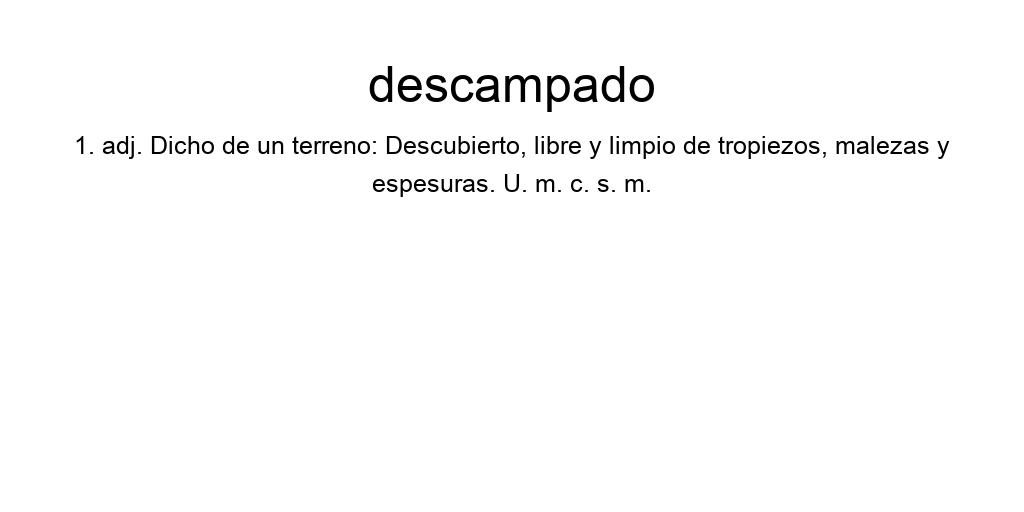 descampado
1. adj. Dicho de un terreno: Descubierto, libre y limpio de tropiezos, malezas y
espesuras. U. m. c. s. m.